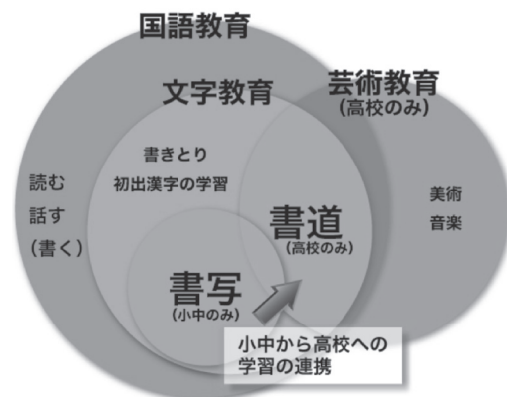 国語教育
文字教育
芸術教育
(高校のみ)
書きとり
初出漢字の学習
読む
話す
(書く)
美術
音楽
書道
(高校のみ)
書写
(小中のみ)
小中から高校への
学習の連携